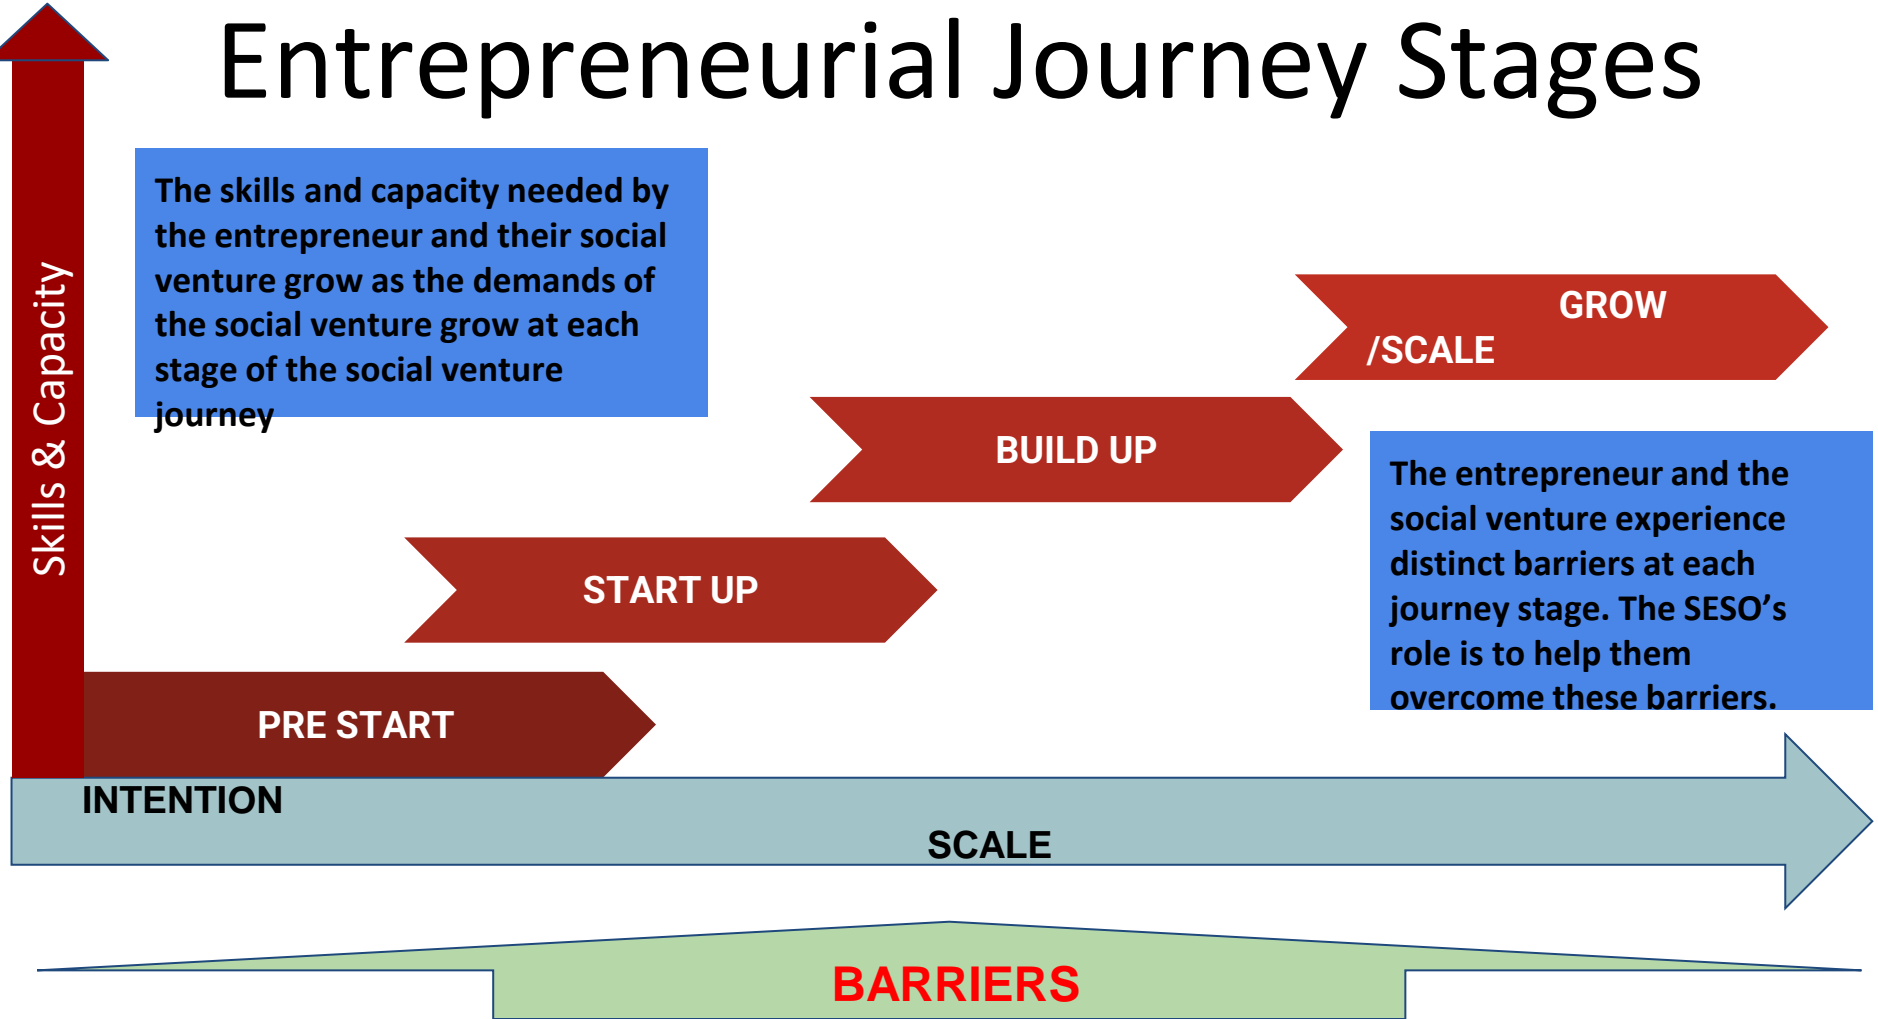 Entrepreneurial Journey Stages
Skills & Capacity
The skills and capacity needed by
the entrepreneur and their social
venture grow as the demands of
the social venture grow at each
stage of the social venture
journey
GROW
/SCALE
BUILD UP
The entrepreneur and the
social venture experience
distinct barriers at each
journey stage. The SESO’s
role is to help them
overcome these barriers.
START UP
PRE START
INTENTION
SCALE
BARRIERS